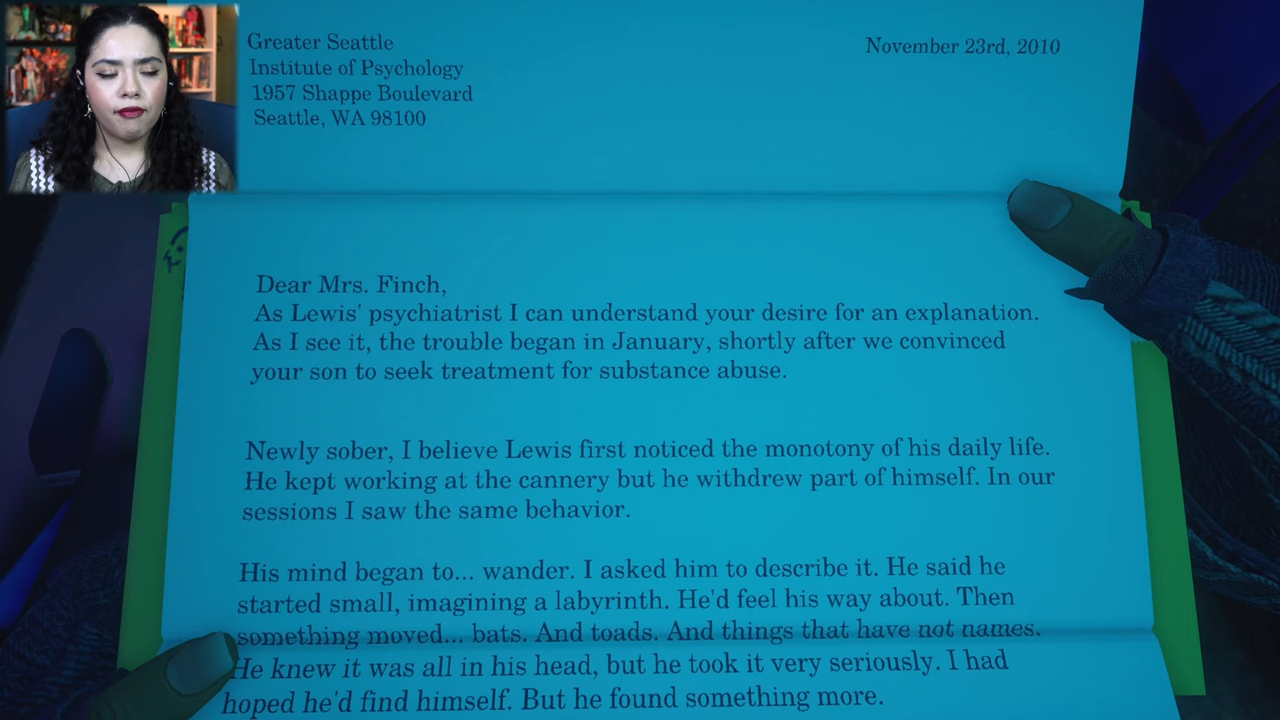 Greater Seattle
Institute of Psychology
1957 Shappe Boulevard
Seattle, WA 98100
November 23rd, 2010
Dear Mrs. Finch,
As Lewis' psychiatrist I can understand your desire for an explanation.
As I see it, the trouble began in January, shortly after we convinced
your son to seek treatment for substance abuse.
Newly sober, I believe Lewis first noticed the monotony of his daily life.
He kept working at the cannery but he withdrew part of himself. In our
sessions I saw the same behavior.
His mind began to... wander. I asked him to describe it. He said he
started small, imagining a labyrinth. He'd feel his way about. Then
something moved... bats. And toads. And things that have not names.
He knew it was all in his head, but he took it very seriously. I had
hoped he'd find himself. But he found something more.